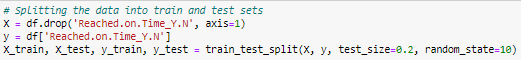 # Splitting the data into train and test sets
X = df.drop('Reached.on.Time_Y.N', axis=1)
y = df['Reached.on.Time_Y.N']
X_train, X_test, y_train, y_test = train_test_split(X, y, test_size=0.2, random_state=10)